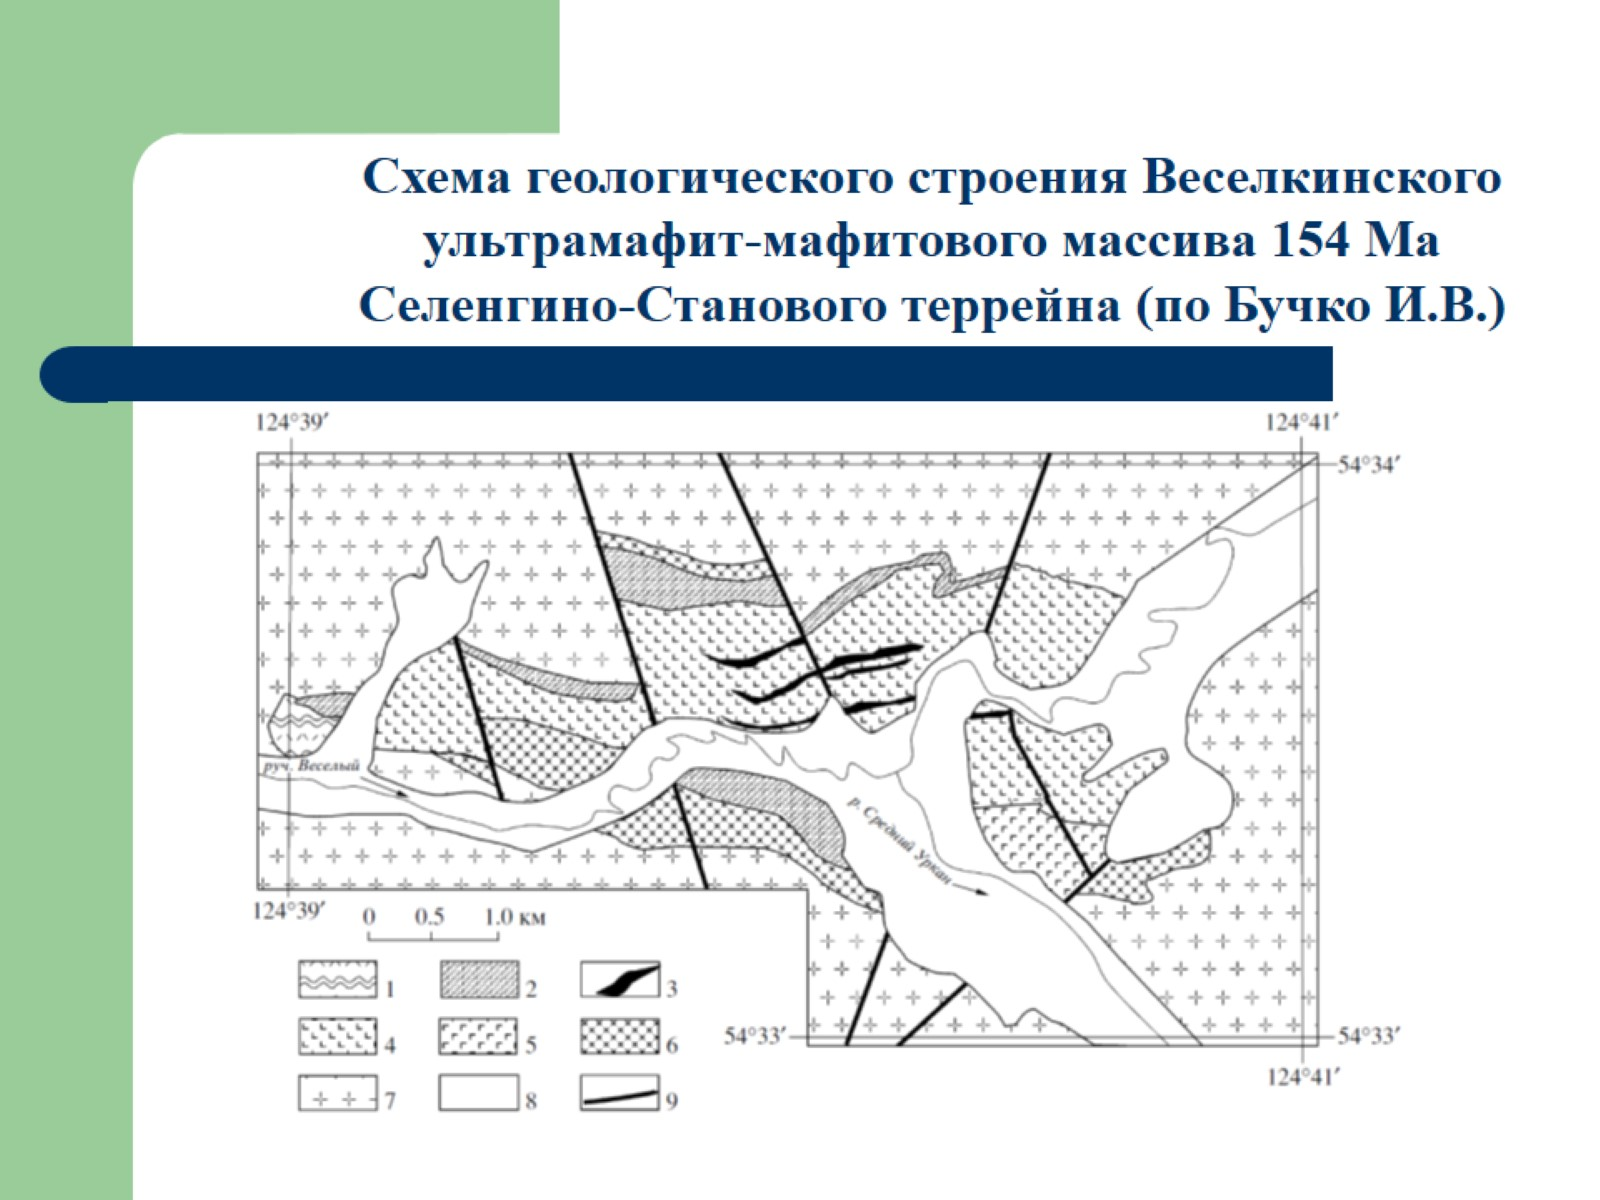 Схема геологического строения Веселкинского
ультрамафит-мафитового массива 154 Ма
Селенгино-Станового террейна (по Бучко И.В.)
124°39′ 124°41′
54°34′
руч. Веселый
р. Средний Уркан
124°39′ 0 0.5 1.0 км
1 2 3
4 5 6
54°33′ 54°33′
7 8 9
124°41′